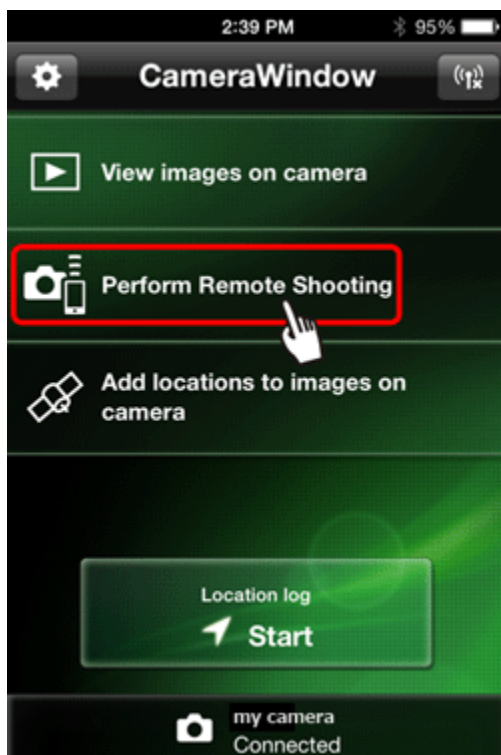 2:39 PM 95%
CameraWindow
View images on camera
Perform Remote Shooting
Add locations to images on
camera
Location log
Start
my camera
Connected